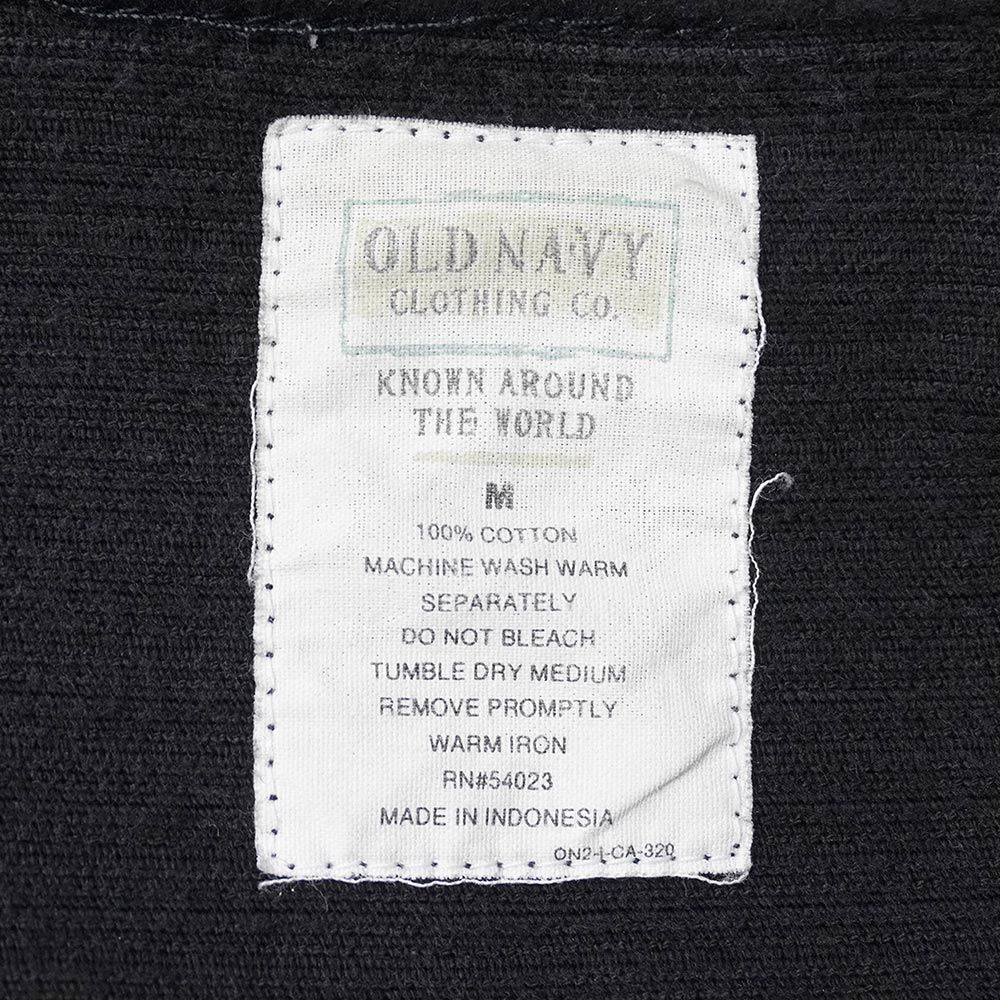 OLD NAVY
CLOTHING CO.
KNOWN AROUND
THE WORLD
M
100% COTTON
MACHINE WASH WARM
SEPARATELY
DO NOT BLEACH
TUMBLE DRY MEDIUM
REMOVE PROMPTLY
WARM IRON
RN#54023
MADE IN INDONESIA
ON2-I-CA-320